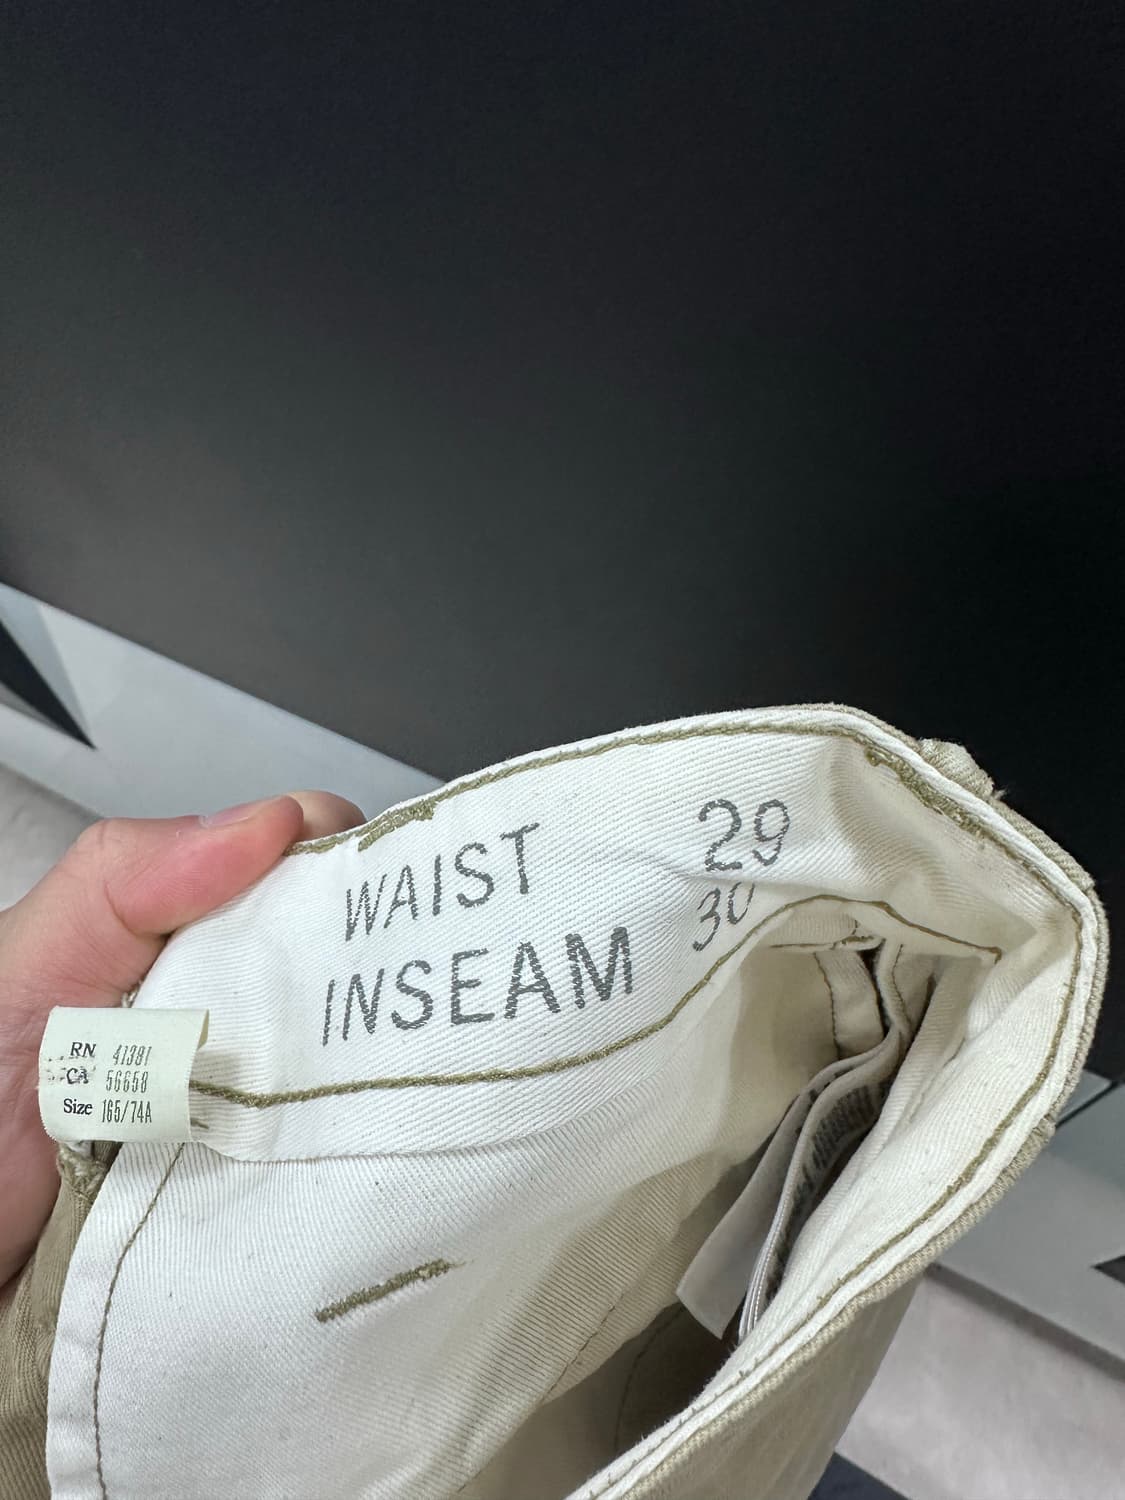 WAIST 29
INSEAM 30
RN 41381
CA 56658
Size 165/74A